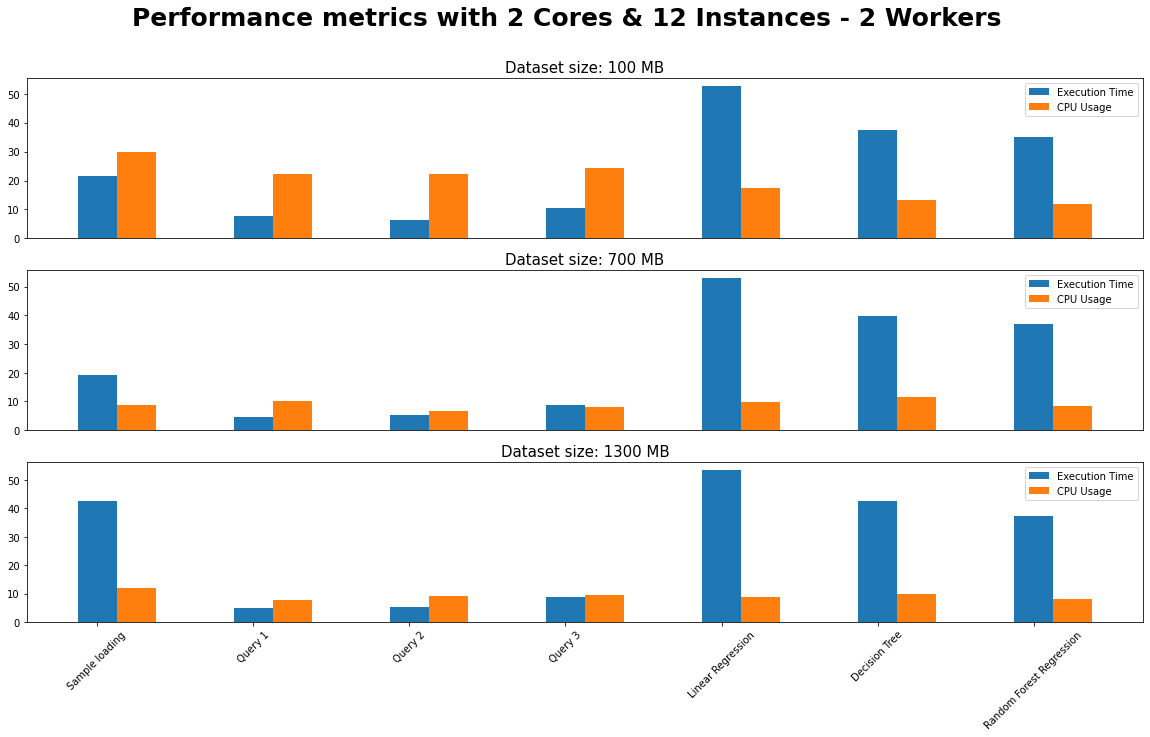 Performance metrics with 2 Cores & 12 Instances - 2 Workers
Dataset size: 100 MB
50
40
30
20
10
0
Execution Time
CPU Usage
Dataset size: 700 MB
50
40
30
20
10
0
Execution Time
CPU Usage
Dataset size: 1300 MB
50
40
30
20
10
0
Execution Time
CPU Usage
Sample loading
Query 1
Query 2
Query 3
Linear Regression
Decision Tree
Random Forest Regression